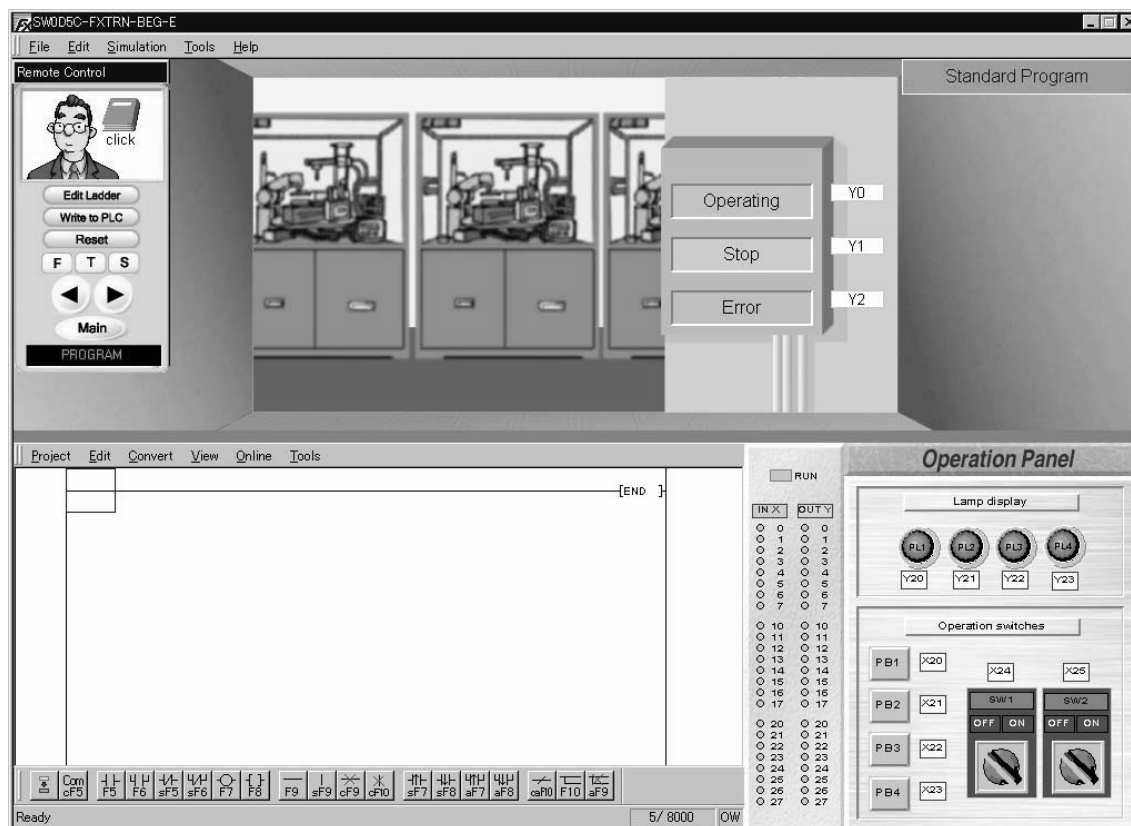 SW0D5C-FXTRN-BEG-E
File Edit Simulation Tools Help
Remote Control
click
Edit Ladder
Write to PLC
Reset
F T S
Main
PROGRAM
Standard Program
Operating Y0
Stop Y1
Error Y2
Project Edit Convert View Online Tools
[END ]
RUN
IN X OUT Y
0 0
1 1
2 2
3 3
4 4
5 5
6 6
7 7
10 10
11 11
12 12
13 13
14 14
15 15
16 16
17 17
20 20
21 21
22 22
23 23
24 24
25 25
26 26
27 27
Operation Panel
Lamp display
PL1 PL2 PL3 PL4
Y20 Y21 Y22 Y23
Operation switches
PB1 X20
PB2 X21
PB3 X22
PB4 X23
X24 X25
SW1 SW2
OFF ON OFF ON
Com
cF5 F5 F6 sF5 sF6 F7 F8 F9 sF9 cF9 cF10 sF7 sF8 aF7 aF8 caF10 F10 aF9
Ready 5/ 8000 OW